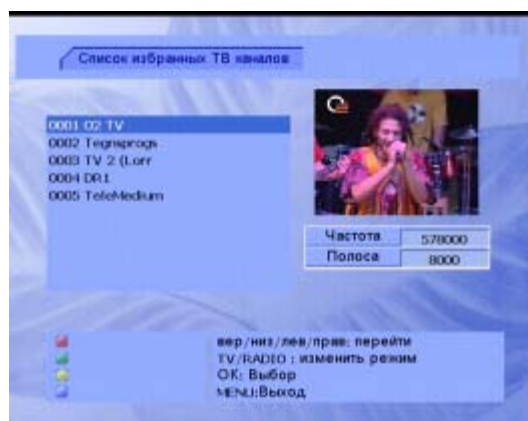 Список избранных ТВ каналов
0001 O2 TV
0002 Tegnsprogs
0003 TV 2 (Lorr
0004 DR1
0005 TeleMedium
Частота 578000
Полоса 8000
вер/низ/лев/прав: перейти
TV/RADIO : изменить режим
OK: Выбор
MENU:Выход